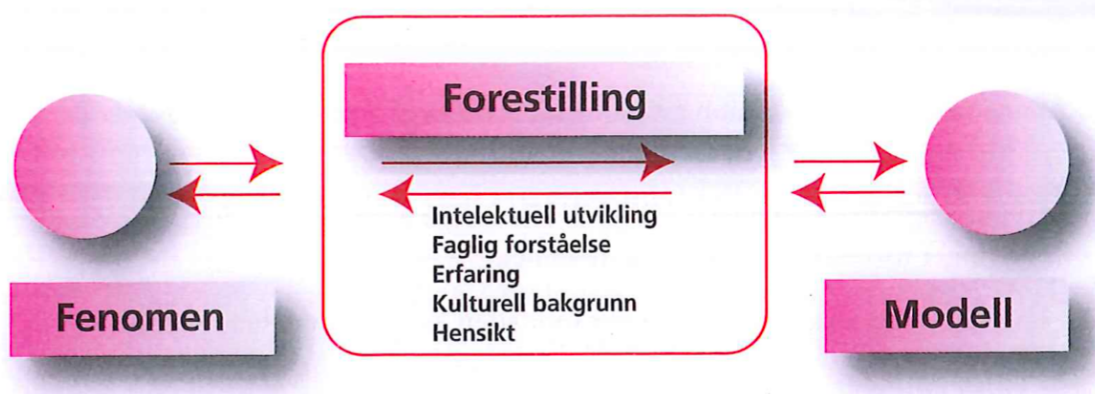 Forestilling
Intelektuell utvikling
Faglig forståelse
Erfaring
Kulturell bakgrunn
Hensikt
Fenomen
Modell